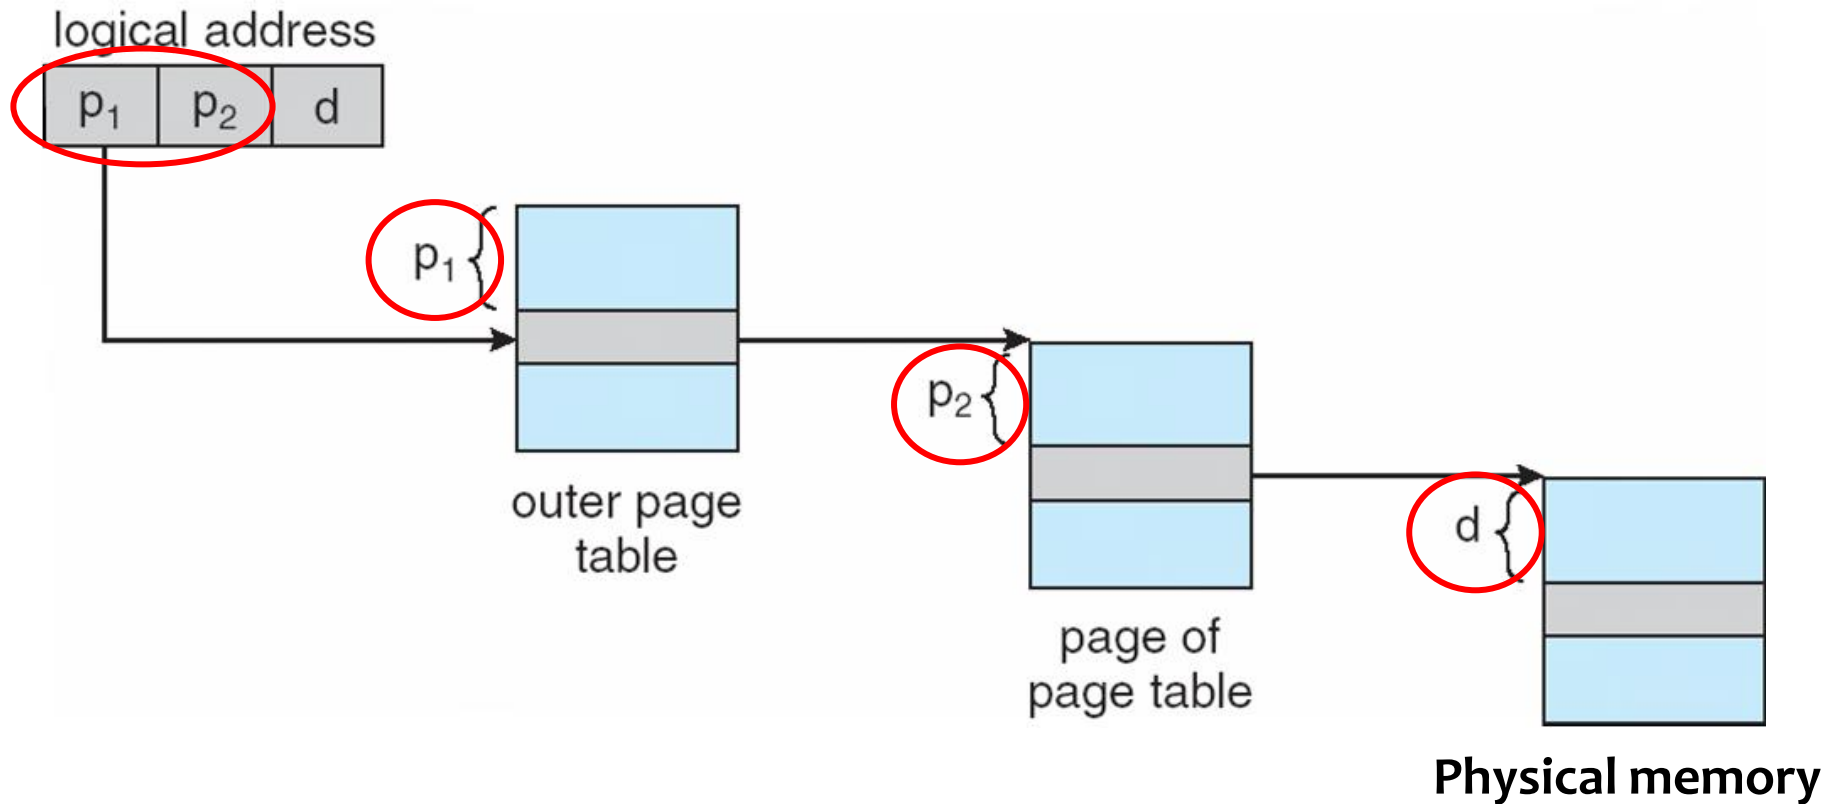 logical address
p₁ p₂ d
p₁
p₂
d
outer page
table
page of
page table
Physical memory